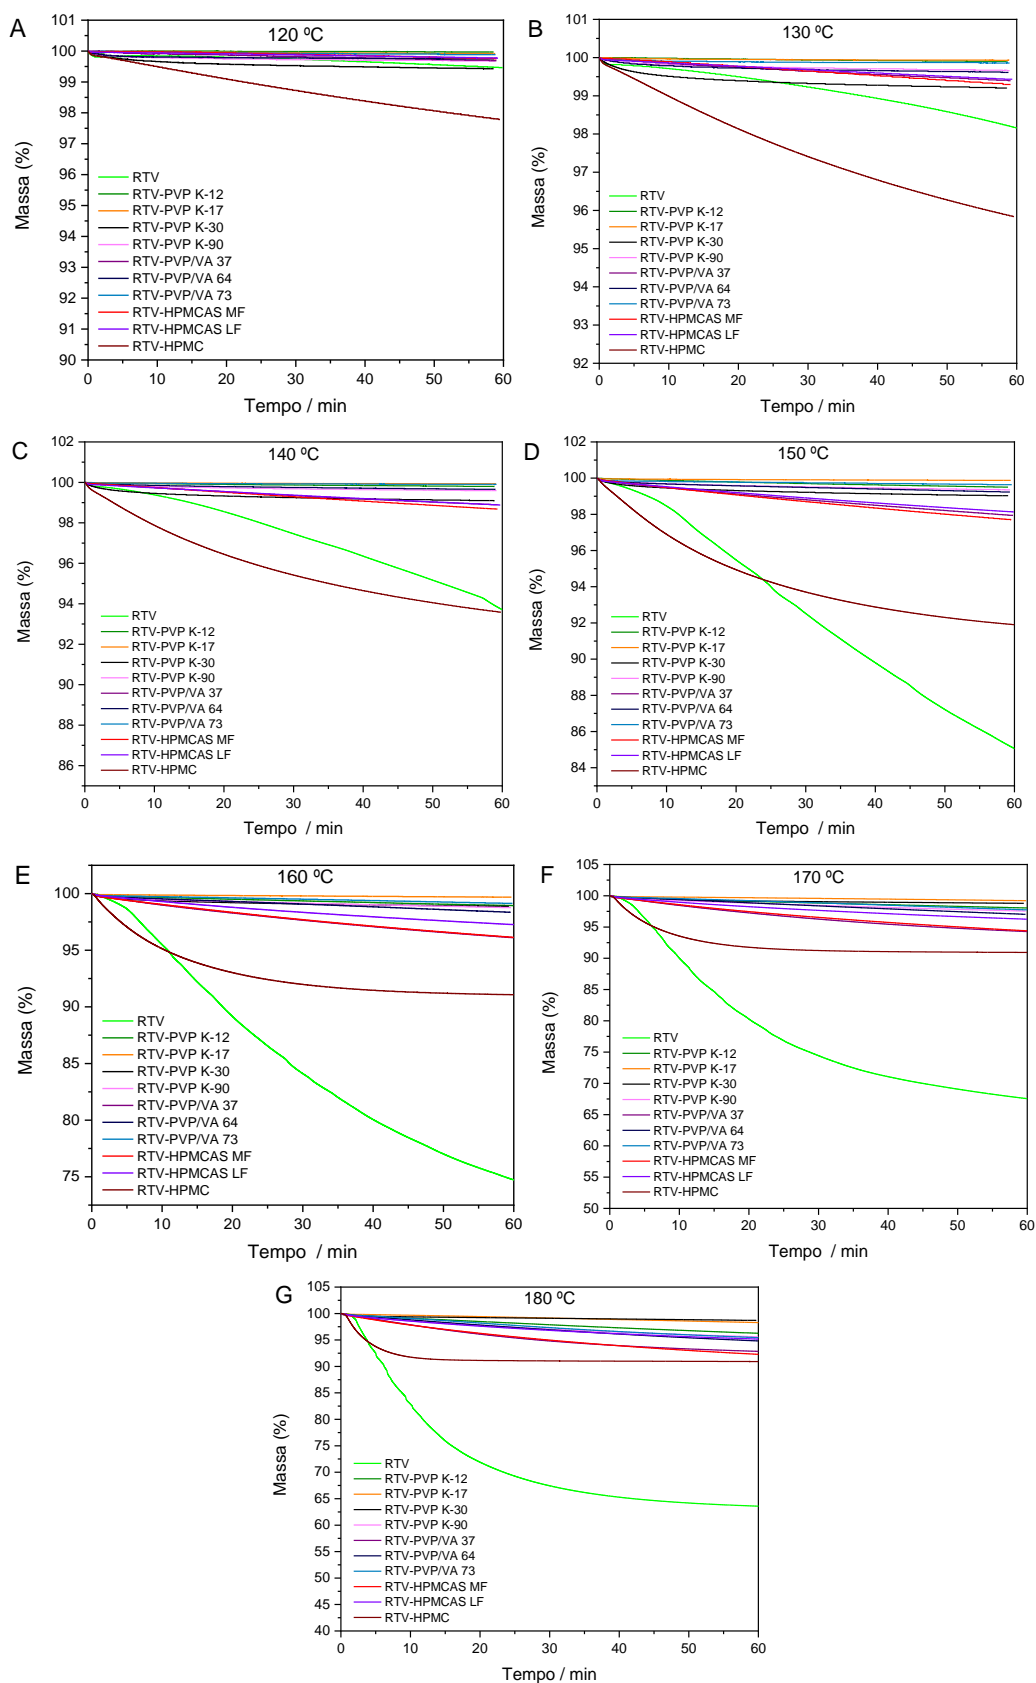 A
120 ºC
101
100
99
98
97
96
95
94
93
92
91
90
Massa (%)
RTV
RTV-PVP K-12
RTV-PVP K-17
RTV-PVP K-30
RTV-PVP K-90
RTV-PVP/VA 37
RTV-PVP/VA 64
RTV-PVP/VA 73
RTV-HPMCAS MF
RTV-HPMCAS LF
RTV-HPMC
0 10 20 30 40 50 60
Tempo / min
B
130 ºC
101
100
99
98
97
96
95
94
93
92
Massa (%)
RTV
RTV-PVP K-12
RTV-PVP K-17
RTV-PVP K-30
RTV-PVP K-90
RTV-PVP/VA 37
RTV-PVP/VA 64
RTV-PVP/VA 73
RTV-HPMCAS MF
RTV-HPMCAS LF
RTV-HPMC
0 10 20 30 40 50 60
Tempo / min
C
140 ºC
102
100
98
96
94
92
90
88
86
Massa (%)
RTV
RTV-PVP K-12
RTV-PVP K-17
RTV-PVP K-30
RTV-PVP K-90
RTV-PVP/VA 37
RTV-PVP/VA 64
RTV-PVP/VA 73
RTV-HPMCAS MF
RTV-HPMCAS LF
RTV-HPMC
0 10 20 30 40 50 60
Tempo / min
D
150 ºC
102
100
98
96
94
92
90
88
86
84
Massa (%)
RTV
RTV-PVP K-12
RTV-PVP K-17
RTV-PVP K-30
RTV-PVP K-90
RTV-PVP/VA 37
RTV-PVP/VA 64
RTV-PVP/VA 73
RTV-HPMCAS MF
RTV-HPMCAS LF
RTV-HPMC
0 10 20 30 40 50 60
Tempo / min
E
160 ºC
100
95
90
85
80
75
Massa (%)
RTV
RTV-PVP K-12
RTV-PVP K-17
RTV-PVP K-30
RTV-PVP K-90
RTV-PVP/VA 37
RTV-PVP/VA 64
RTV-PVP/VA 73
RTV-HPMCAS MF
RTV-HPMCAS LF
RTV-HPMC
0 10 20 30 40 50 60
Tempo / min
F
170 ºC
105
100
95
90
85
80
75
70
65
60
55
50
Massa (%)
RTV
RTV-PVP K-12
RTV-PVP K-17
RTV-PVP K-30
RTV-PVP K-90
RTV-PVP/VA 37
RTV-PVP/VA 64
RTV-PVP/VA 73
RTV-HPMCAS MF
RTV-HPMCAS LF
RTV-HPMC
0 10 20 30 40 50 60
Tempo / min
G
180 ºC
105
100
95
90
85
80
75
70
65
60
55
50
45
40
Massa (%)
RTV
RTV-PVP K-12
RTV-PVP K-17
RTV-PVP K-30
RTV-PVP K-90
RTV-PVP/VA 37
RTV-PVP/VA 64
RTV-PVP/VA 73
RTV-HPMCAS MF
RTV-HPMCAS LF
RTV-HPMC
0 10 20 30 40 50 60
Tempo / min